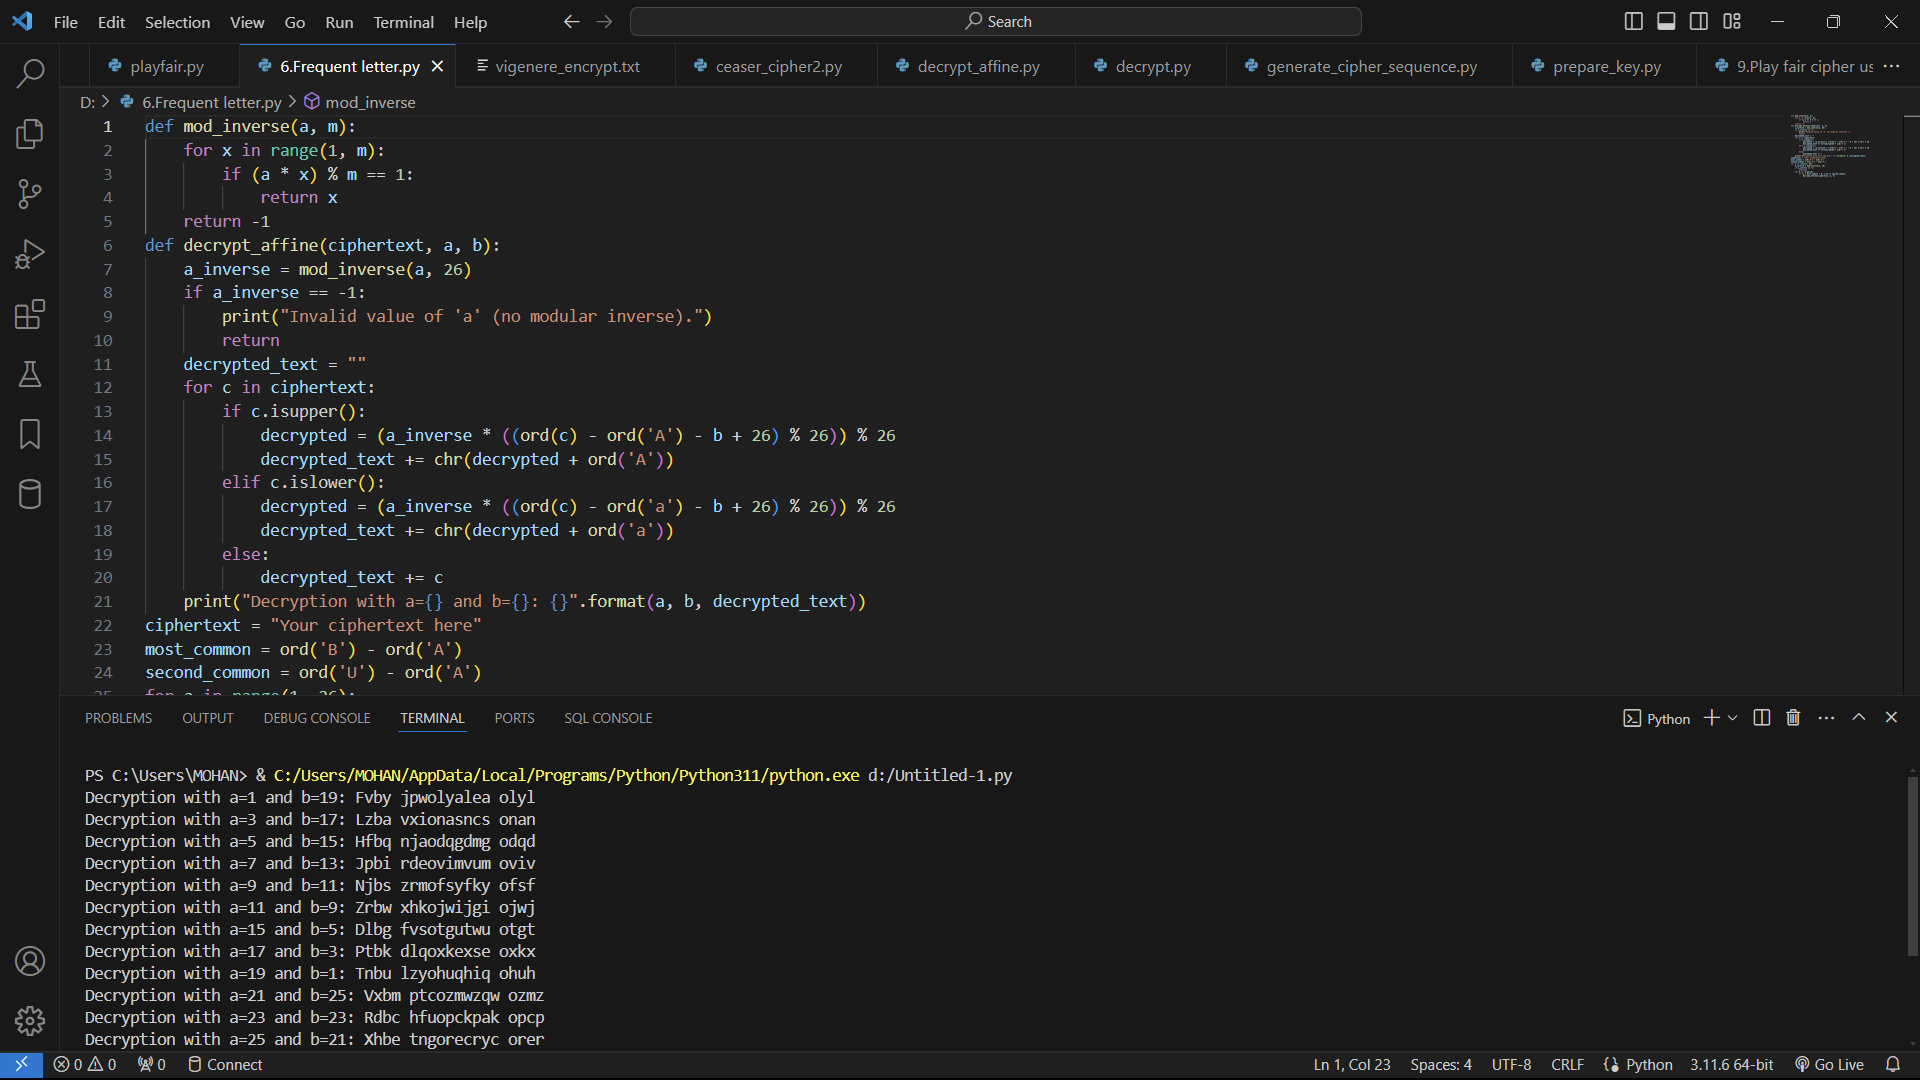 File Edit Selection View Go Run Terminal Help
Search
playfair.py 6.Frequent letter.py vigenere_encrypt.txt ceaser_cipher2.py decrypt_affine.py decrypt.py generate_cipher_sequence.py prepare_key.py 9.Play fair cipher us ...
D: > 6.Frequent letter.py > mod_inverse
1 def mod_inverse(a, m):
2 for x in range(1, m):
3 if (a * x) % m == 1:
4 return x
5 return -1
6 def decrypt_affine(ciphertext, a, b):
7 a_inverse = mod_inverse(a, 26)
8 if a_inverse == -1:
9 print("Invalid value of 'a' (no modular inverse).")
10 return
11 decrypted_text = ""
12 for c in ciphertext:
13 if c.isupper():
14 decrypted = (a_inverse * ((ord(c) - ord('A') - b + 26) % 26)) % 26
15 decrypted_text += chr(decrypted + ord('A'))
16 elif c.islower():
17 decrypted = (a_inverse * ((ord(c) - ord('a') - b + 26) % 26)) % 26
18 decrypted_text += chr(decrypted + ord('a'))
19 else:
20 decrypted_text += c
21 print("Decryption with a={} and b={}: {}".format(a, b, decrypted_text))
22 ciphertext = "Your ciphertext here"
23 most_common = ord('B') - ord('A')
24 second_common = ord('U') - ord('A')
25 for a in range(1, 26):
PROBLEMS OUTPUT DEBUG CONSOLE TERMINAL PORTS SQL CONSOLE
Python
PS C:\Users\MOHAN> & C:/Users/MOHAN/AppData/Local/Programs/Python/Python311/python.exe d:/Untitled-1.py
Decryption with a=1 and b=19: Fvby jpwolyalea olyl
Decryption with a=3 and b=17: Lzba vxionasncs onan
Decryption with a=5 and b=15: Hfbq njaodqgdmg odqd
Decryption with a=7 and b=13: Jpbi rdeovimvum oviv
Decryption with a=9 and b=11: Njbs zrmofsyfky ofsf
Decryption with a=11 and b=9: Zrbw xhkojwijgi ojwj
Decryption with a=15 and b=5: Dlbg fvsotgutwu otgt
Decryption with a=17 and b=3: Ptbk dlqoxkexse oxkx
Decryption with a=19 and b=1: Tnbu lzyohuqhiq ohuh
Decryption with a=21 and b=25: Vxbm ptcozmwzqw ozmz
Decryption with a=23 and b=23: Rdbc hfuopckpak opcp
Decryption with a=25 and b=21: Xhbe tngorecryc orer
0 0 0 Connect Ln 1, Col 23 Spaces: 4 UTF-8 CRLF Python 3.11.6 64-bit Go Live